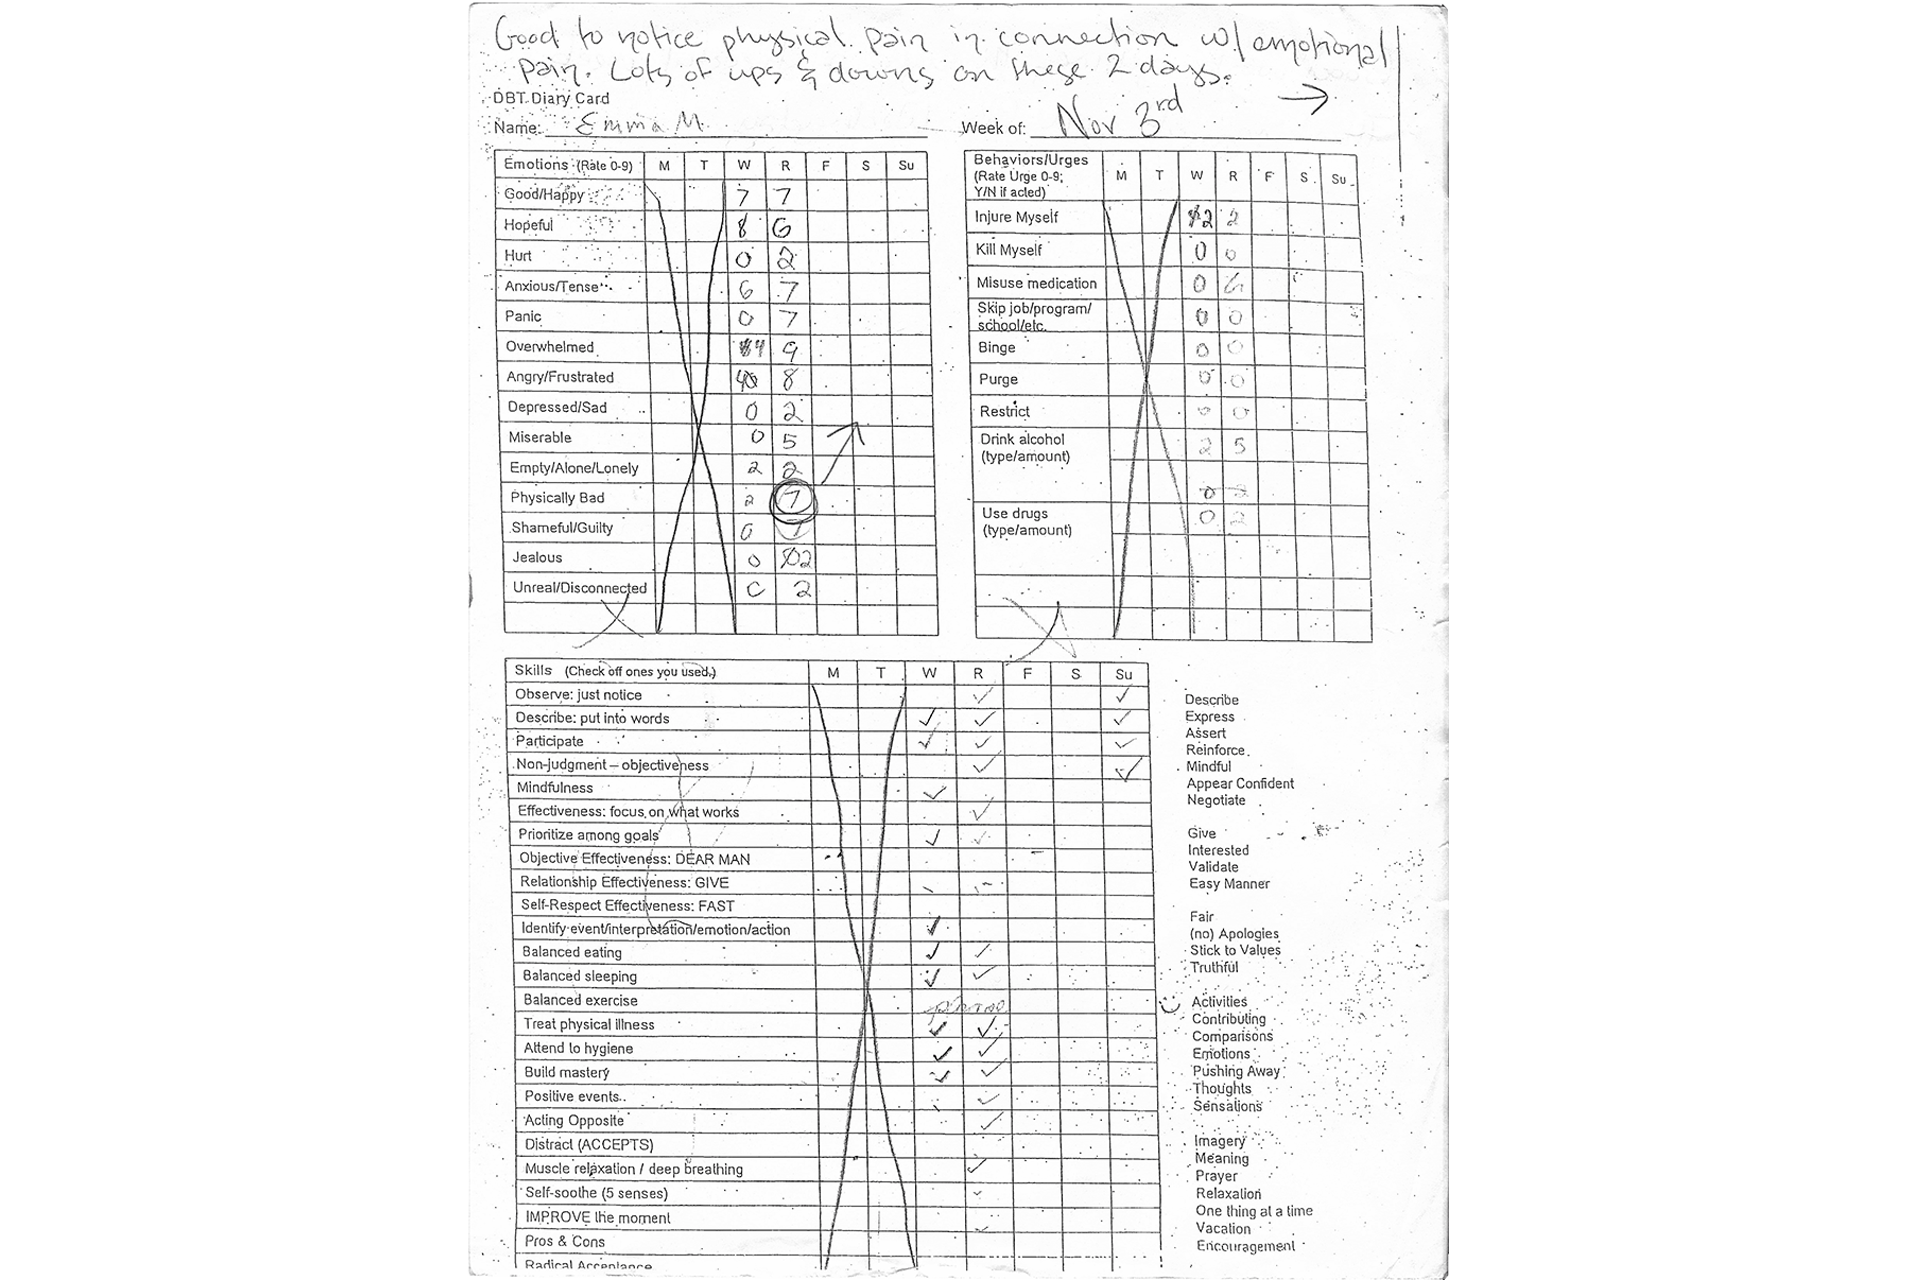 Good to notice physical pain in connection w/ emotional
pain. Lots of ups & downs on these 2 days.
DBT Diary Card
Name: Emma M. Week of: Nov 3rd
Emotions (Rate 0-9) M T W R F S Su
Good/Happy 7 7
Hopeful 8 6
Hurt 0 2
Anxious/Tense 6 7
Panic 0 7
Overwhelmed 9
Angry/Frustrated 8
Depressed/Sad 0 2
Miserable 0 5
Empty/Alone/Lonely 2 2
Physically Bad 2 7
Shameful/Guilty
Jealous 0
Unreal/Disconnected 2
Behaviors/Urges
(Rate Urge 0-9;
Y/N if acted) M T W R F S Su
Injure Myself 2 2
Kill Myself 0 0
Misuse medication 0
Skip job/program/
school/etc. 0 0
Binge 0 0
Purge 0 0
Restrict 0 0
Drink alcohol 2 5
(type/amount)
0
Use drugs 0 2
(type/amount)
Skills (Check off ones you used.) M T W R F S Su
Observe: just notice ✓ ✓
Describe: put into words ✓ ✓ ✓
Participate ✓ ✓ ✓
Non-judgment – objectiveness ✓ ✓
Mindfulness ✓
Effectiveness: focus on what works ✓
Prioritize among goals ✓ ✓
Objective Effectiveness: DEAR MAN
Relationship Effectiveness: GIVE
Self-Respect Effectiveness: FAST
Identify event/interpretation/emotion/action ✓
Balanced eating ✓ ✓
Balanced sleeping ✓ ✓
Balanced exercise
Treat physical illness ✓ ✓
Attend to hygiene ✓ ✓
Build mastery ✓ ✓
Positive events ✓
Acting Opposite ✓
Distract (ACCEPTS)
Muscle relaxation / deep breathing ✓
Self-soothe (5 senses)
IMPROVE the moment
Pros & Cons
Radical Acceptance
Describe
Express
Assert
Reinforce
Mindful
Appear Confident
Negotiate
Give
Interested
Validate
Easy Manner
Fair
(no) Apologies
Stick to Values
Truthful
Activities
Contributing
Comparisons
Emotions
Pushing Away
Thoughts
Sensations
Imagery
Meaning
Prayer
Relaxation
One thing at a time
Vacation
Encouragement